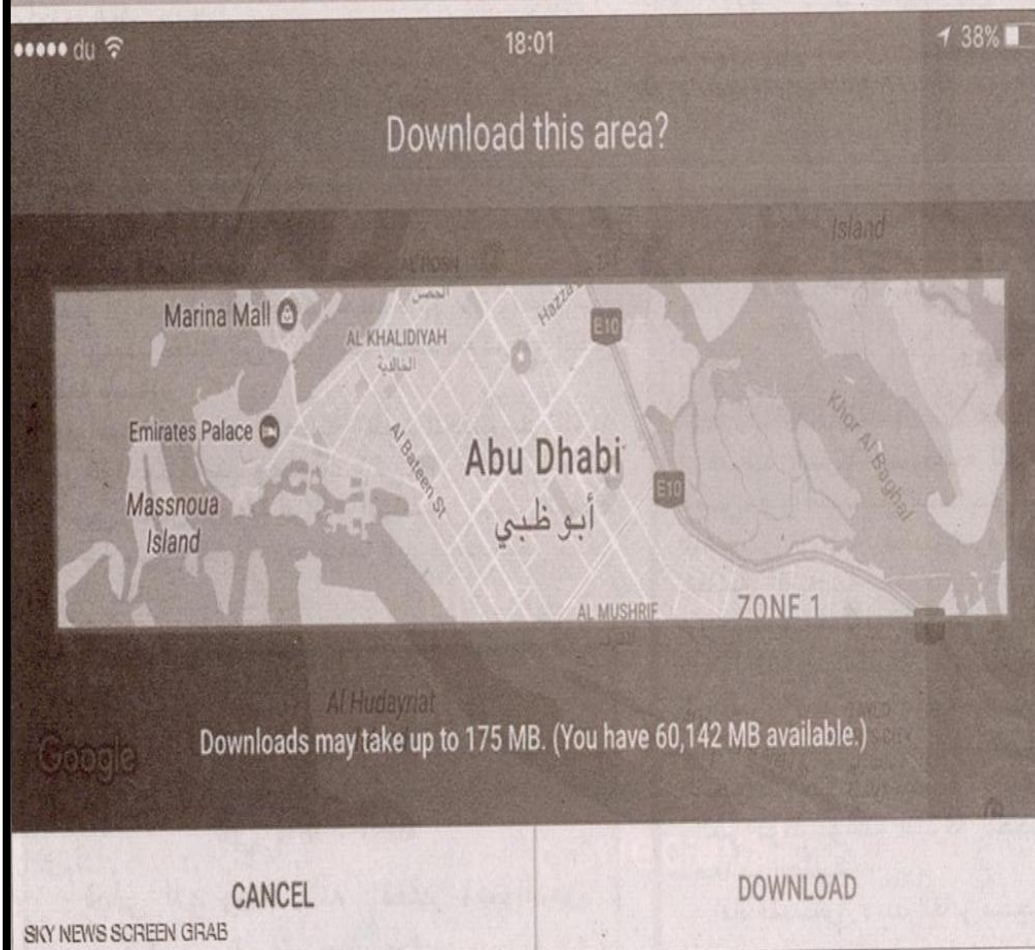 du
18:01
38%
Download this area?
Island
Marina Mall
AL KHALIDIYAH
الخالدية
Hazza
E10
Emirates Palace
Al Bateen St
Abu Dhabi
أبو ظبي
E10
Khor Al Baghal
Massnoua
Island
AL MUSHRIF
ZONE 1
Al Hudayriat
Google
Downloads may take up to 175 MB. (You have 60,142 MB available.)
CANCEL
DOWNLOAD
SKY NEWS SCREEN GRAB